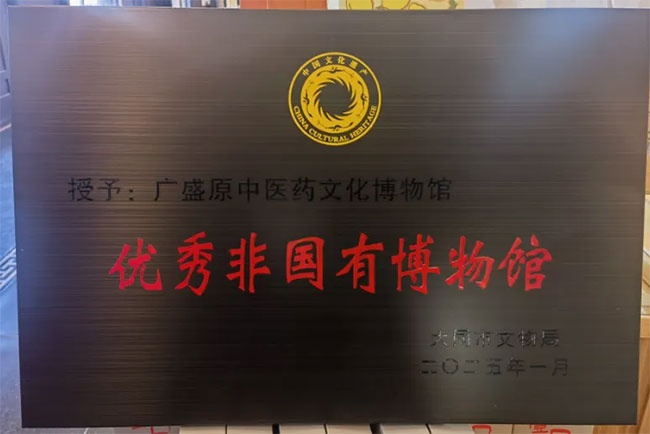 中国文化遗产
CHINA CULTURAL HERITAGE
授予：广盛原中医药文化博物馆
优秀非国有博物馆
大同市文物局
二〇二五年一月